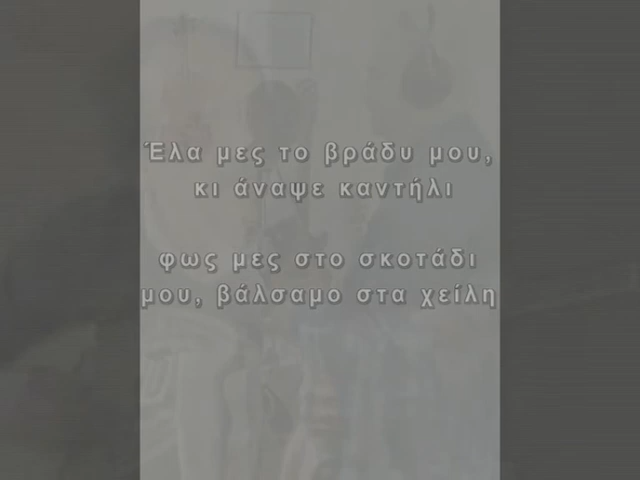 Έλα μες το βράδυ μου,
κι άναψε καντήλι
φως μες στο σκοτάδι
μου, βάλσαμο στα χείλη